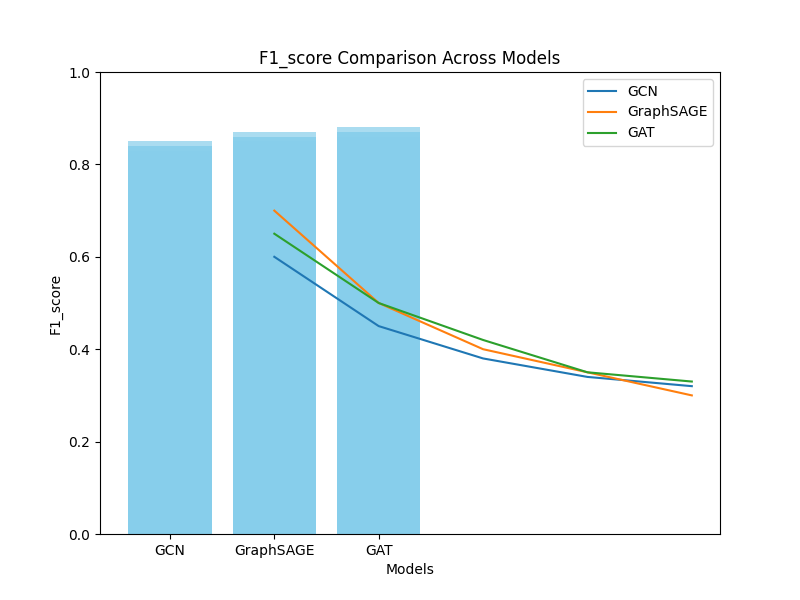 F1_score Comparison Across Models
GCN
GraphSAGE
GAT
1.0
0.8
0.6
0.4
0.2
0.0
F1_score
GCN
GraphSAGE
GAT
Models